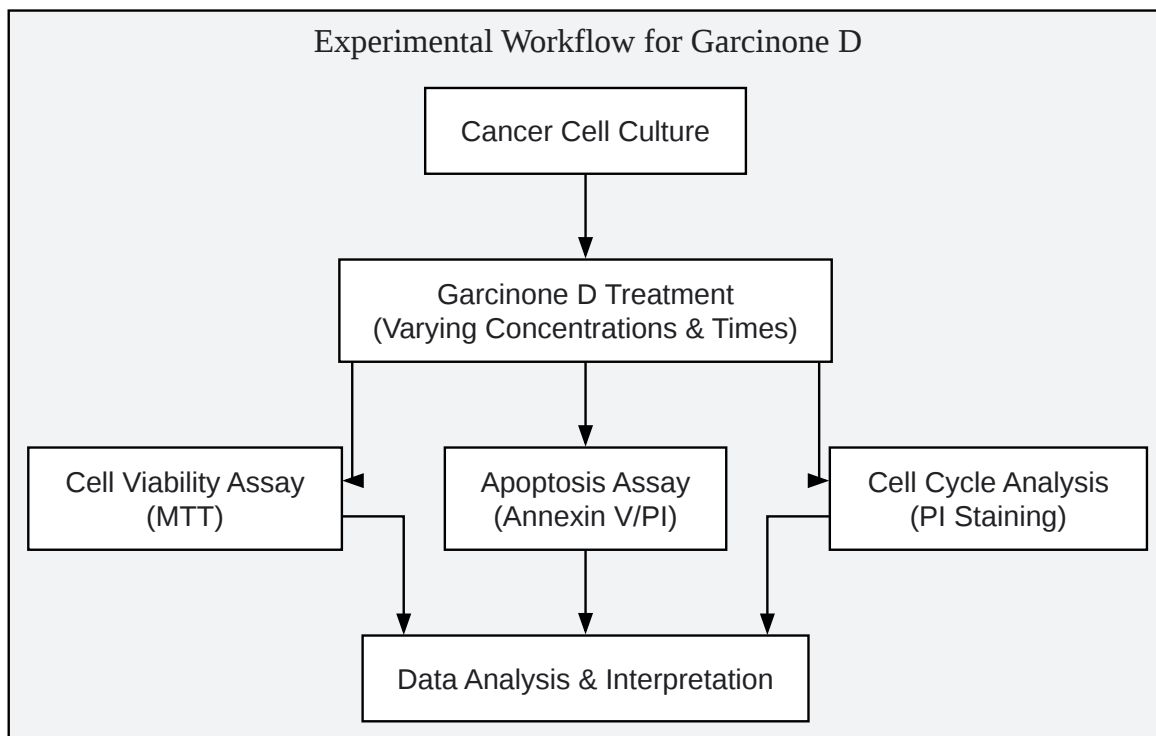 Experimental Workflow for Garcinone D
Cancer Cell Culture
Garcinone D Treatment
(Varying Concentrations & Times)
Cell Viability Assay
(MTT)
Apoptosis Assay
(Annexin V/PI)
Cell Cycle Analysis
(PI Staining)
Data Analysis & Interpretation